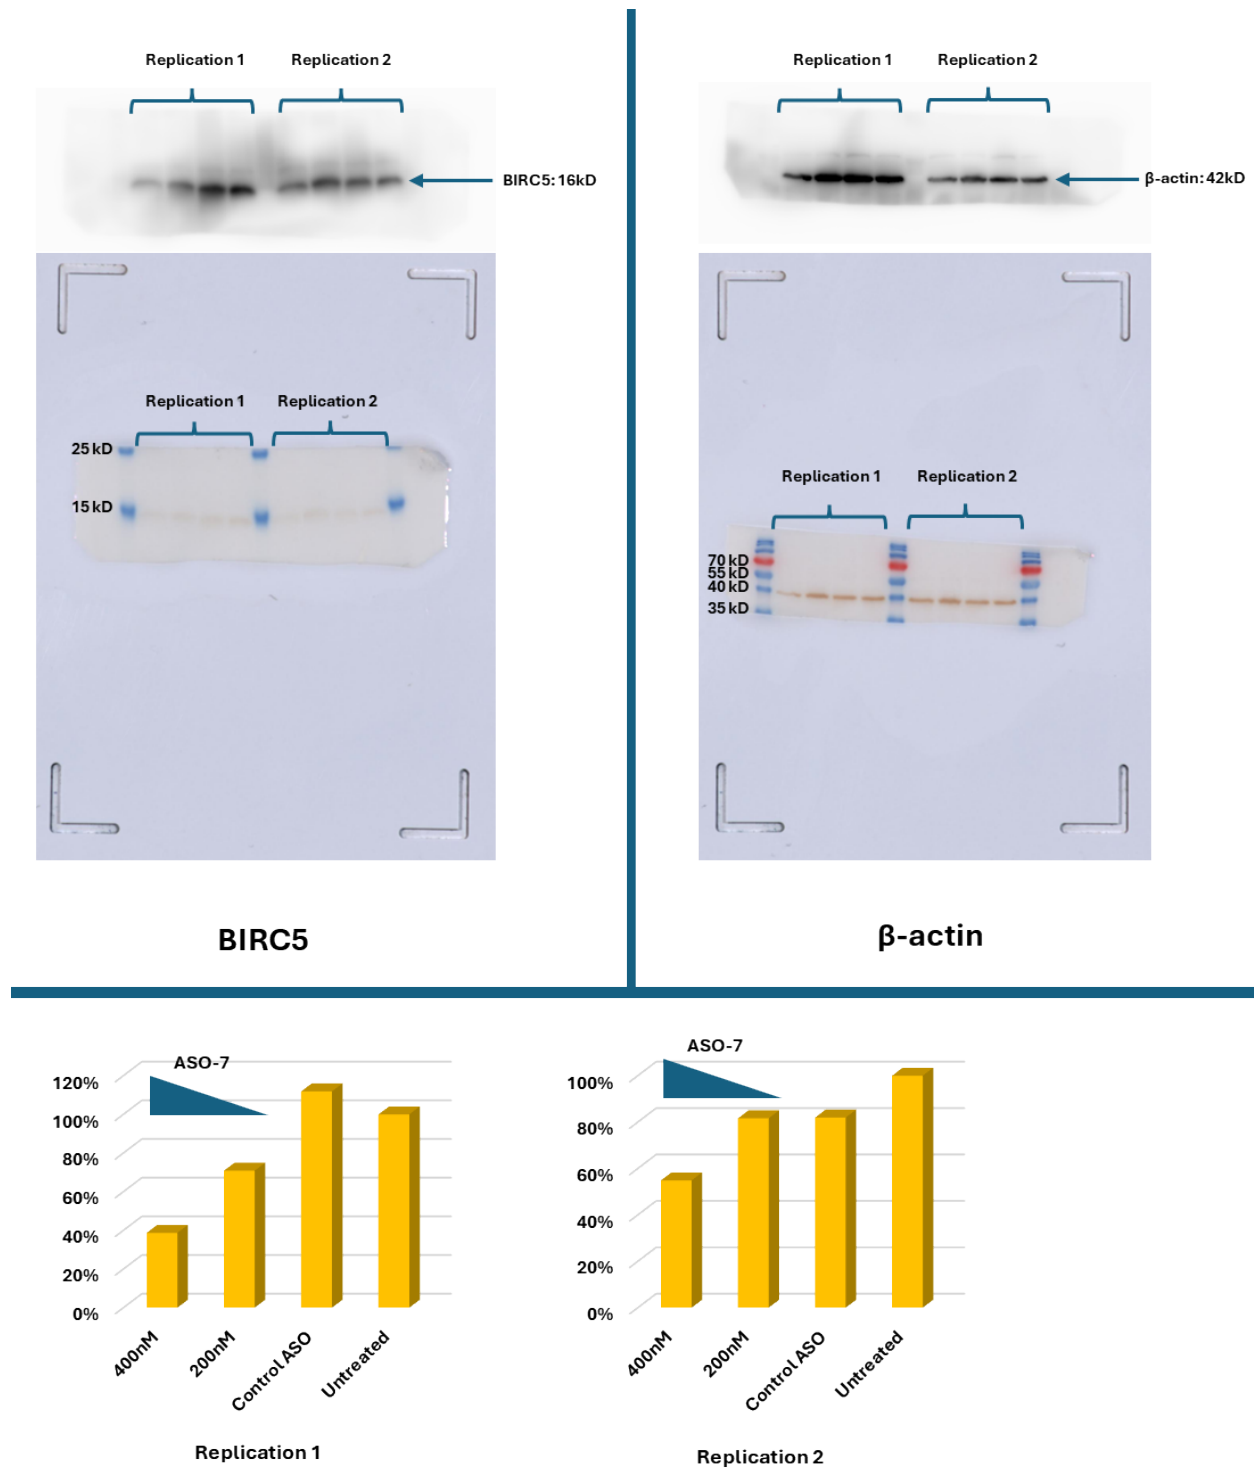 Replication 1 Replication 2
BIRC5: 16kD
Replication 1 Replication 2
25 kD
15 kD
BIRC5
Replication 1 Replication 2
β-actin: 42kD
Replication 1 Replication 2
70 kD
55 kD
40 kD
35 kD
β-actin
ASO-7
120%
100%
80%
60%
40%
20%
0%
400nM
200nM
Control ASO
Untreated
Replication 1
ASO-7
100%
80%
60%
40%
20%
0%
400nM
200nM
Control ASO
Untreated
Replication 2